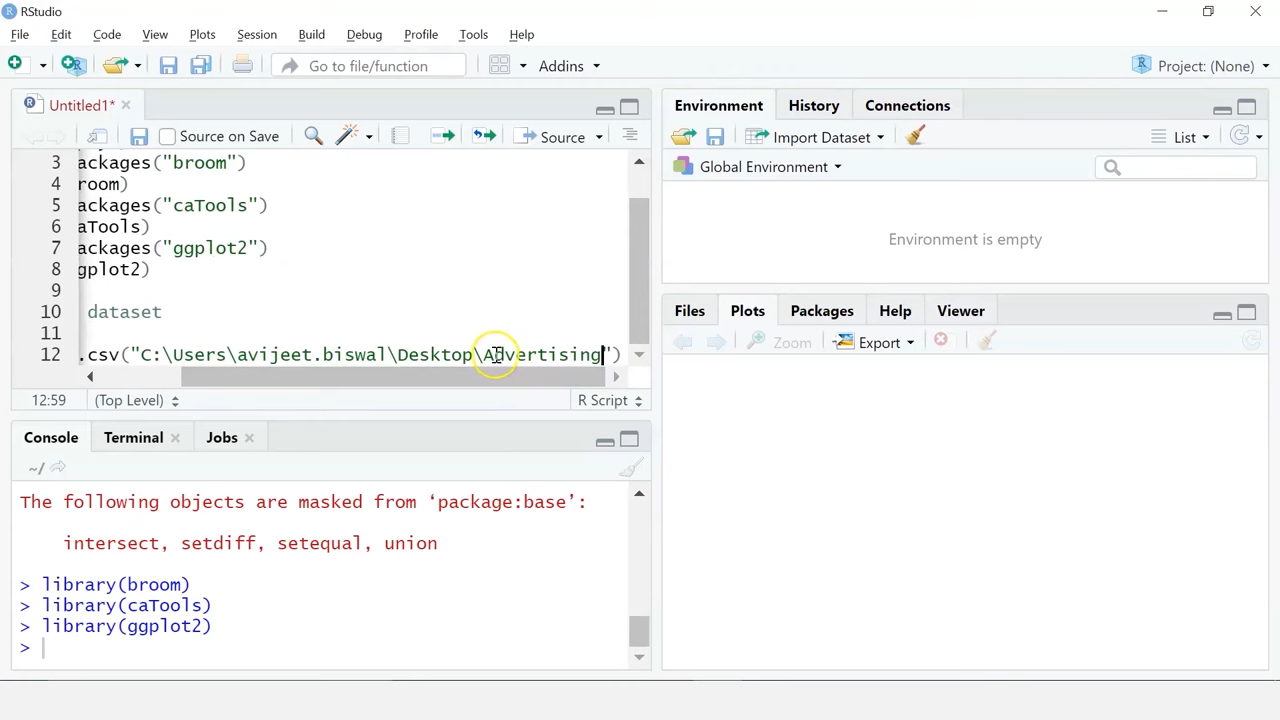 RStudio
File Edit Code View Plots Session Build Debug Profile Tools Help
Go to file/function Addins Project: (None)
Untitled1*
Source on Save Source
3 ackages("broom")
4 room)
5 ackages("caTools")
6 aTools)
7 ackages("ggplot2")
8 gplot2)
9
10 dataset
11
12 .csv("C:\Users\avijeet.biswal\Desktop\Advertising")
12:59 (Top Level) R Script
Console Terminal Jobs
~/
The following objects are masked from ‘package:base’:
intersect, setdiff, setequal, union
> library(broom)
> library(caTools)
> library(ggplot2)
>
Environment History Connections
Import Dataset List
Global Environment
Environment is empty
Files Plots Packages Help Viewer
Zoom Export